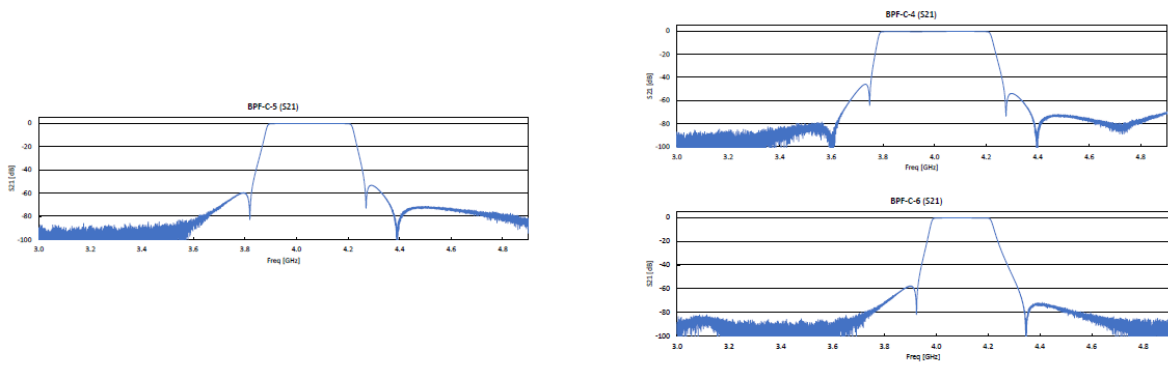 BPF-C-5 (S21)
0
-20
-40
-60
-80
-100
S21 [dB]
3.0 3.2 3.4 3.6 3.8 4.0 4.2 4.4 4.6 4.8
Freq [GHz]
BPF-C-4 (S21)
0
-20
-40
-60
-80
-100
S21 [dB]
3.0 3.2 3.4 3.6 3.8 4.0 4.2 4.4 4.6 4.8
Freq [GHz]
BPF-C-6 (S21)
0
-20
-40
-60
-80
-100
S21 [dB]
3.0 3.2 3.4 3.6 3.8 4.0 4.2 4.4 4.6 4.8
Freq [GHz]